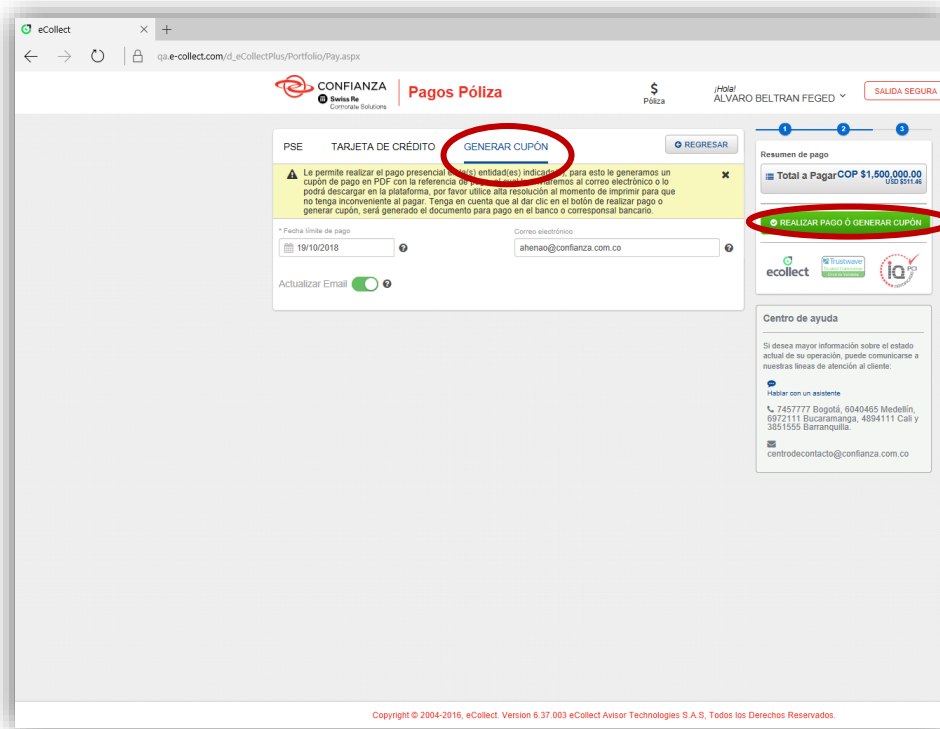 eCollect
qa.e-collect.com/d_eCollectPlus/Portfolio/Pay.aspx
CONFIANZA
Swiss Re
Corporate Solutions
Pagos Póliza
$
Póliza
¡Hola!
ALVARO BELTRAN FEGED
SALIDA SEGURA
PSE TARJETA DE CRÉDITO GENERAR CUPÓN
REGRESAR
Le permite realizar el pago presencial en la(s) entidad(es) indicada(s), para esto le generamos un
cupón de pago en PDF con la referencia de pago, el cual le enviaremos al correo electrónico o lo
podrá descargar en la plataforma, por favor utilice alta resolución al momento de imprimir para que
no tenga inconveniente al pagar. Tenga en cuenta que al dar clic en el botón de realizar pago o
generar cupón, será generado el documento para pago en el banco o corresponsal bancario.
* Fecha límite de pago
19/10/2018
Correo electrónico
ahenao@confianza.com.co
Actualizar Email
1 2 3
Resumen de pago
Total a Pagar COP $1,500,000.00
USD $511.46
REALIZAR PAGO Ó GENERAR CUPÓN
ecollect
Trustwave
iQ PCI
Centro de ayuda
Si desea mayor información sobre el estado
actual de su operación, puede comunicarse a
nuestras lineas de atención al cliente:
Hablar con un asistente
7457777 Bogotá, 6040465 Medellín,
6972111 Bucaramanga, 4894111 Cali y
3851555 Barranquilla.
centrodecontacto@confianza.com.co
Copyright © 2004-2016, eCollect. Version 6.37.003 eCollect Avisor Technologies S.A.S, Todos los Derechos Reservados.